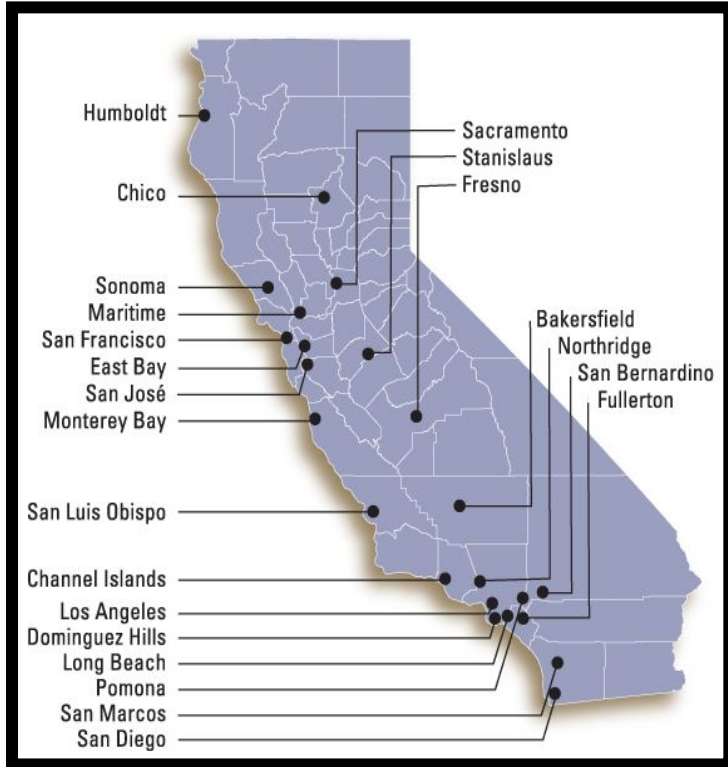 Humboldt
Chico
Sonoma
Maritime
San Francisco
East Bay
San José
Monterey Bay
San Luis Obispo
Channel Islands
Los Angeles
Dominguez Hills
Long Beach
Pomona
San Marcos
San Diego
Sacramento
Stanislaus
Fresno
Bakersfield
Northridge
San Bernardino
Fullerton